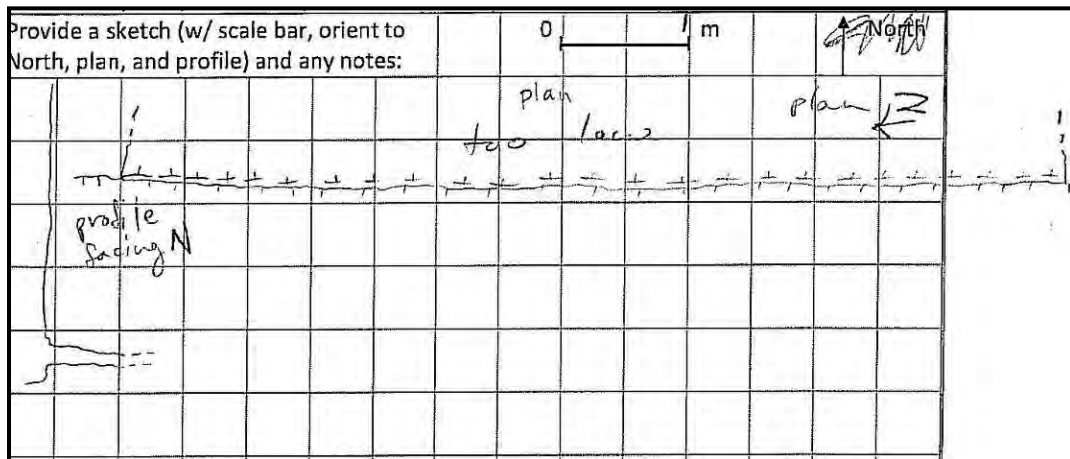 Provide a sketch (w/ scale bar, orient to
North, plan, and profile) and any notes:
0 1 m
North
plan
plan
too
profile
facing N